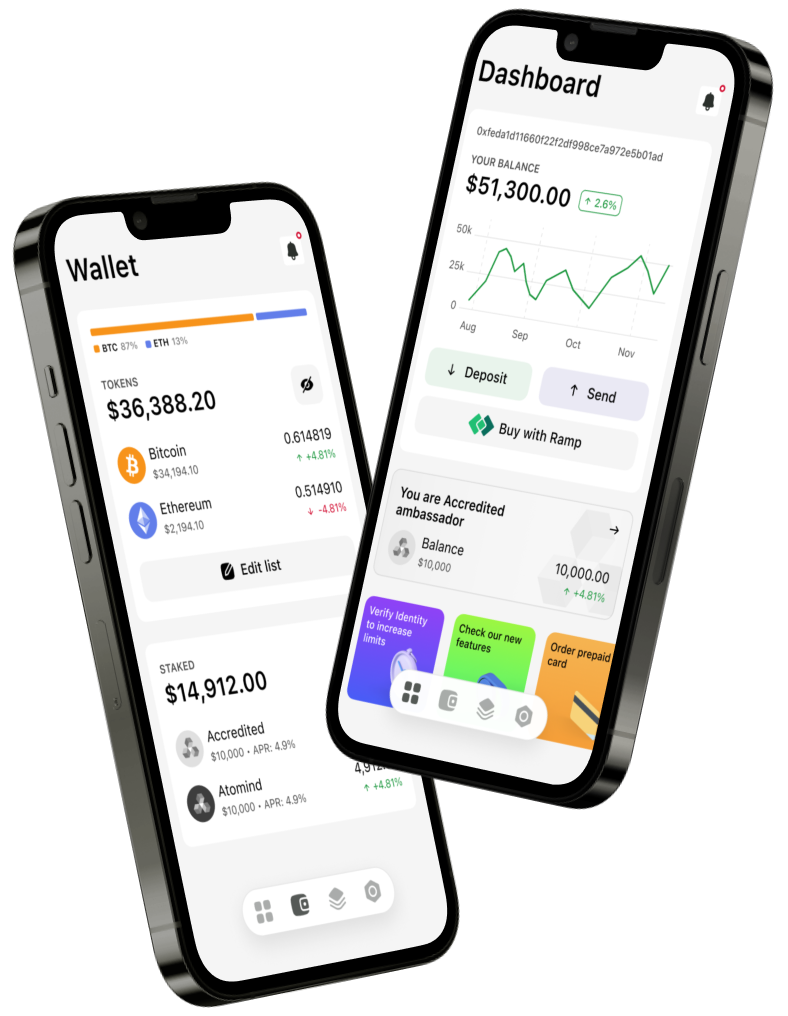 Wallet
BTC 87% ETH 13%
TOKENS
$36,388.20
Bitcoin 0.614819
$34,194.10 ↑ +4.81%
Ethereum 0.514910
$2,194.10 ↓ -4.81%
Edit list
STAKED
$14,912.00
Accredited
$10,000 • APR: 4.9%
Atomind
$10,000 • APR: 4.9% ↑ +4.81%
Dashboard
0xfeda1d11660f22f2df998ce7a972e5b01ad
YOUR BALANCE
$51,300.00 ↑ 2.6%
50k
25k
0
Aug Sep Oct Nov
↓ Deposit ↑ Send
Buy with Ramp
You are Accredited
ambassador →
Balance 10,000.00
$10,000 ↑ +4.81%
Verify Identity
to increase
limits
Check our new
features
Order prepaid
card